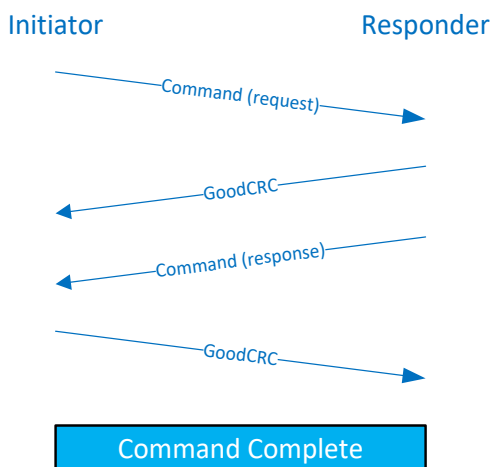 Initiator
Responder
Command (request)
GoodCRC
Command (response)
GoodCRC
Command Complete